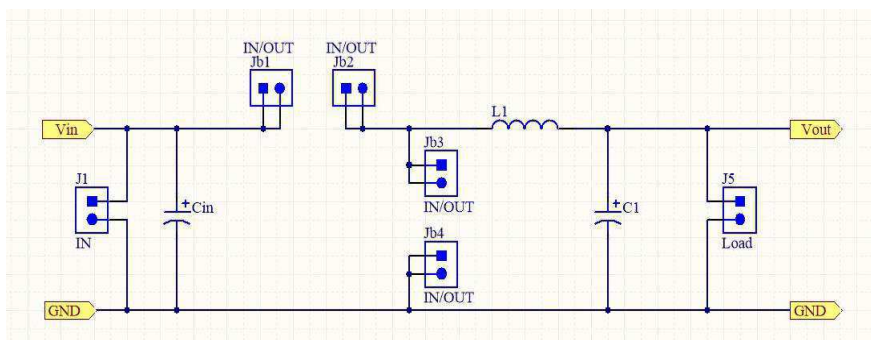 IN/OUT
Jb1
IN/OUT
Jb2
L1
Vin
Vout
Jb3
IN/OUT
J1
IN
Cin
C1
J5
Load
Jb4
IN/OUT
GND
GND